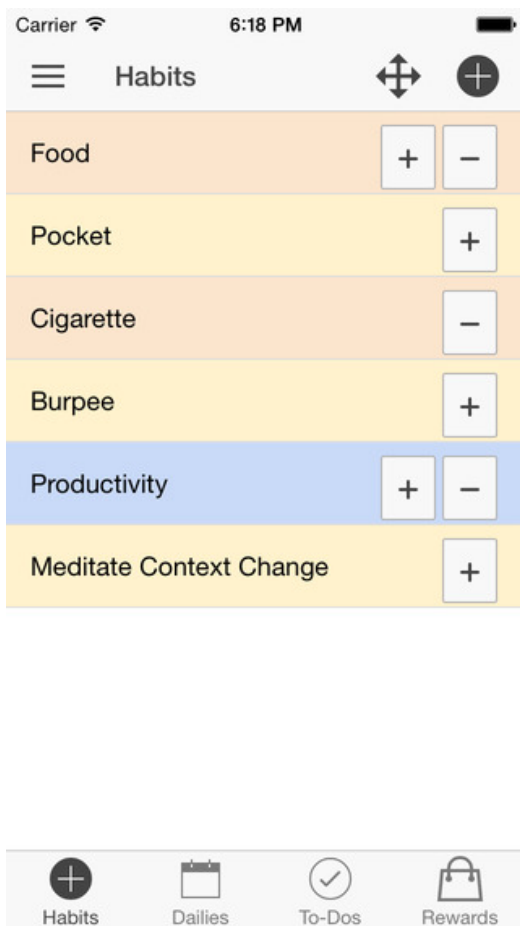 Carrier 6:18 PM
Habits
Food + −
Pocket +
Cigarette −
Burpee +
Productivity + −
Meditate Context Change +
Habits Dailies To-Dos Rewards